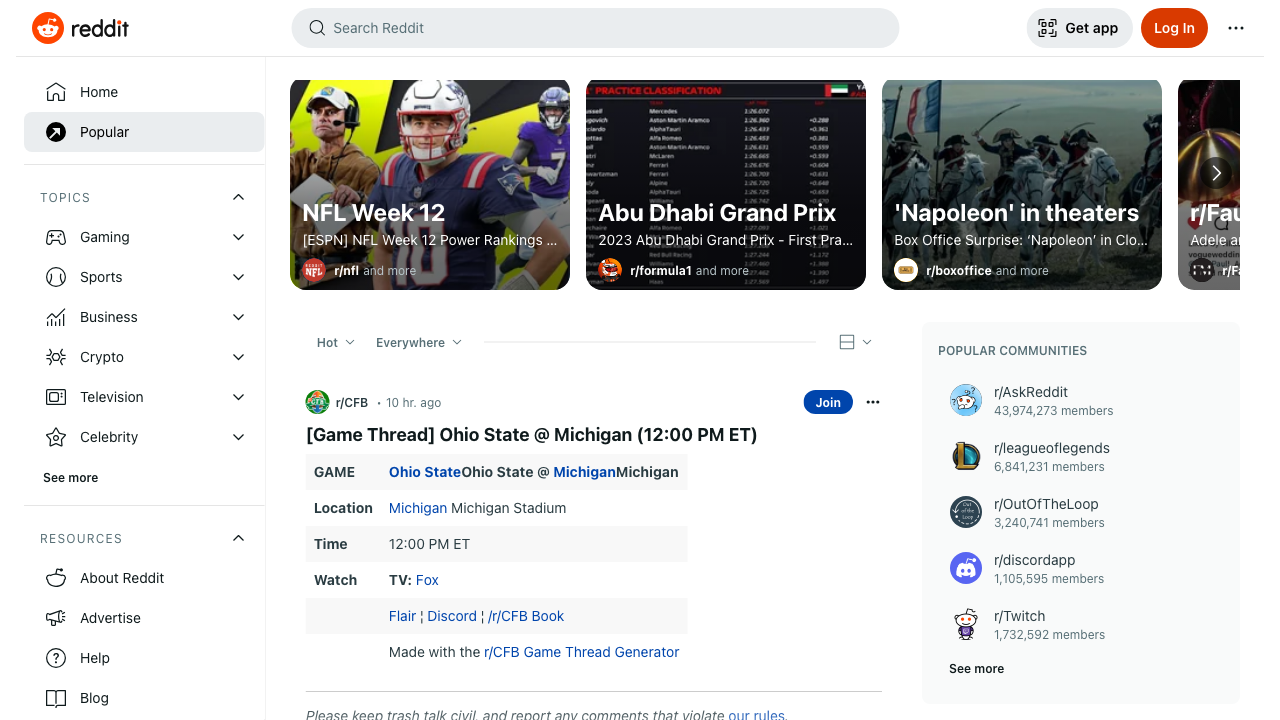 reddit
Search Reddit
Get app
Log In
Home
Popular
TOPICS
Gaming
Sports
Business
Crypto
Television
Celebrity
See more
RESOURCES
About Reddit
Advertise
Help
Blog
NFL Week 12
[ESPN] NFL Week 12 Power Rankings ...
r/nfl and more
PRACTICE CLASSIFICATION
Abu Dhabi Grand Prix
2023 Abu Dhabi Grand Prix - First Pra...
r/formula1 and more
'Napoleon' in theaters
Box Office Surprise: ‘Napoleon’ in Clo...
r/boxoffice and more
r/Fau
Adele a
r/Fa
Hot
Everywhere
r/CFB • 10 hr. ago
Join
[Game Thread] Ohio State @ Michigan (12:00 PM ET)
GAME Ohio StateOhio State @ MichiganMichigan
Location Michigan Michigan Stadium
Time 12:00 PM ET
Watch TV: Fox
Flair ¦ Discord ¦ /r/CFB Book
Made with the r/CFB Game Thread Generator
Please keep trash talk civil, and report any comments that violate our rules.
POPULAR COMMUNITIES
r/AskReddit
43,974,273 members
r/leagueoflegends
6,841,231 members
r/OutOfTheLoop
3,240,741 members
r/discordapp
1,105,595 members
r/Twitch
1,732,592 members
See more